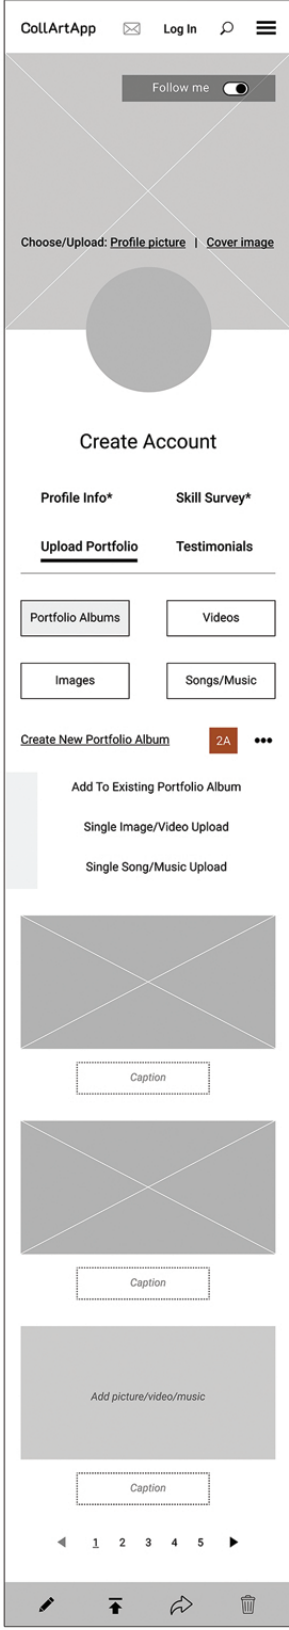 CollArtApp Log In
Follow me
Choose/Upload: Profile picture | Cover image
Create Account
Profile Info* Skill Survey*
Upload Portfolio Testimonials
Portfolio Albums Videos
Images Songs/Music
Create New Portfolio Album 2A •••
Add To Existing Portfolio Album
Single Image/Video Upload
Single Song/Music Upload
Caption
Caption
Add picture/video/music
Caption
1 2 3 4 5